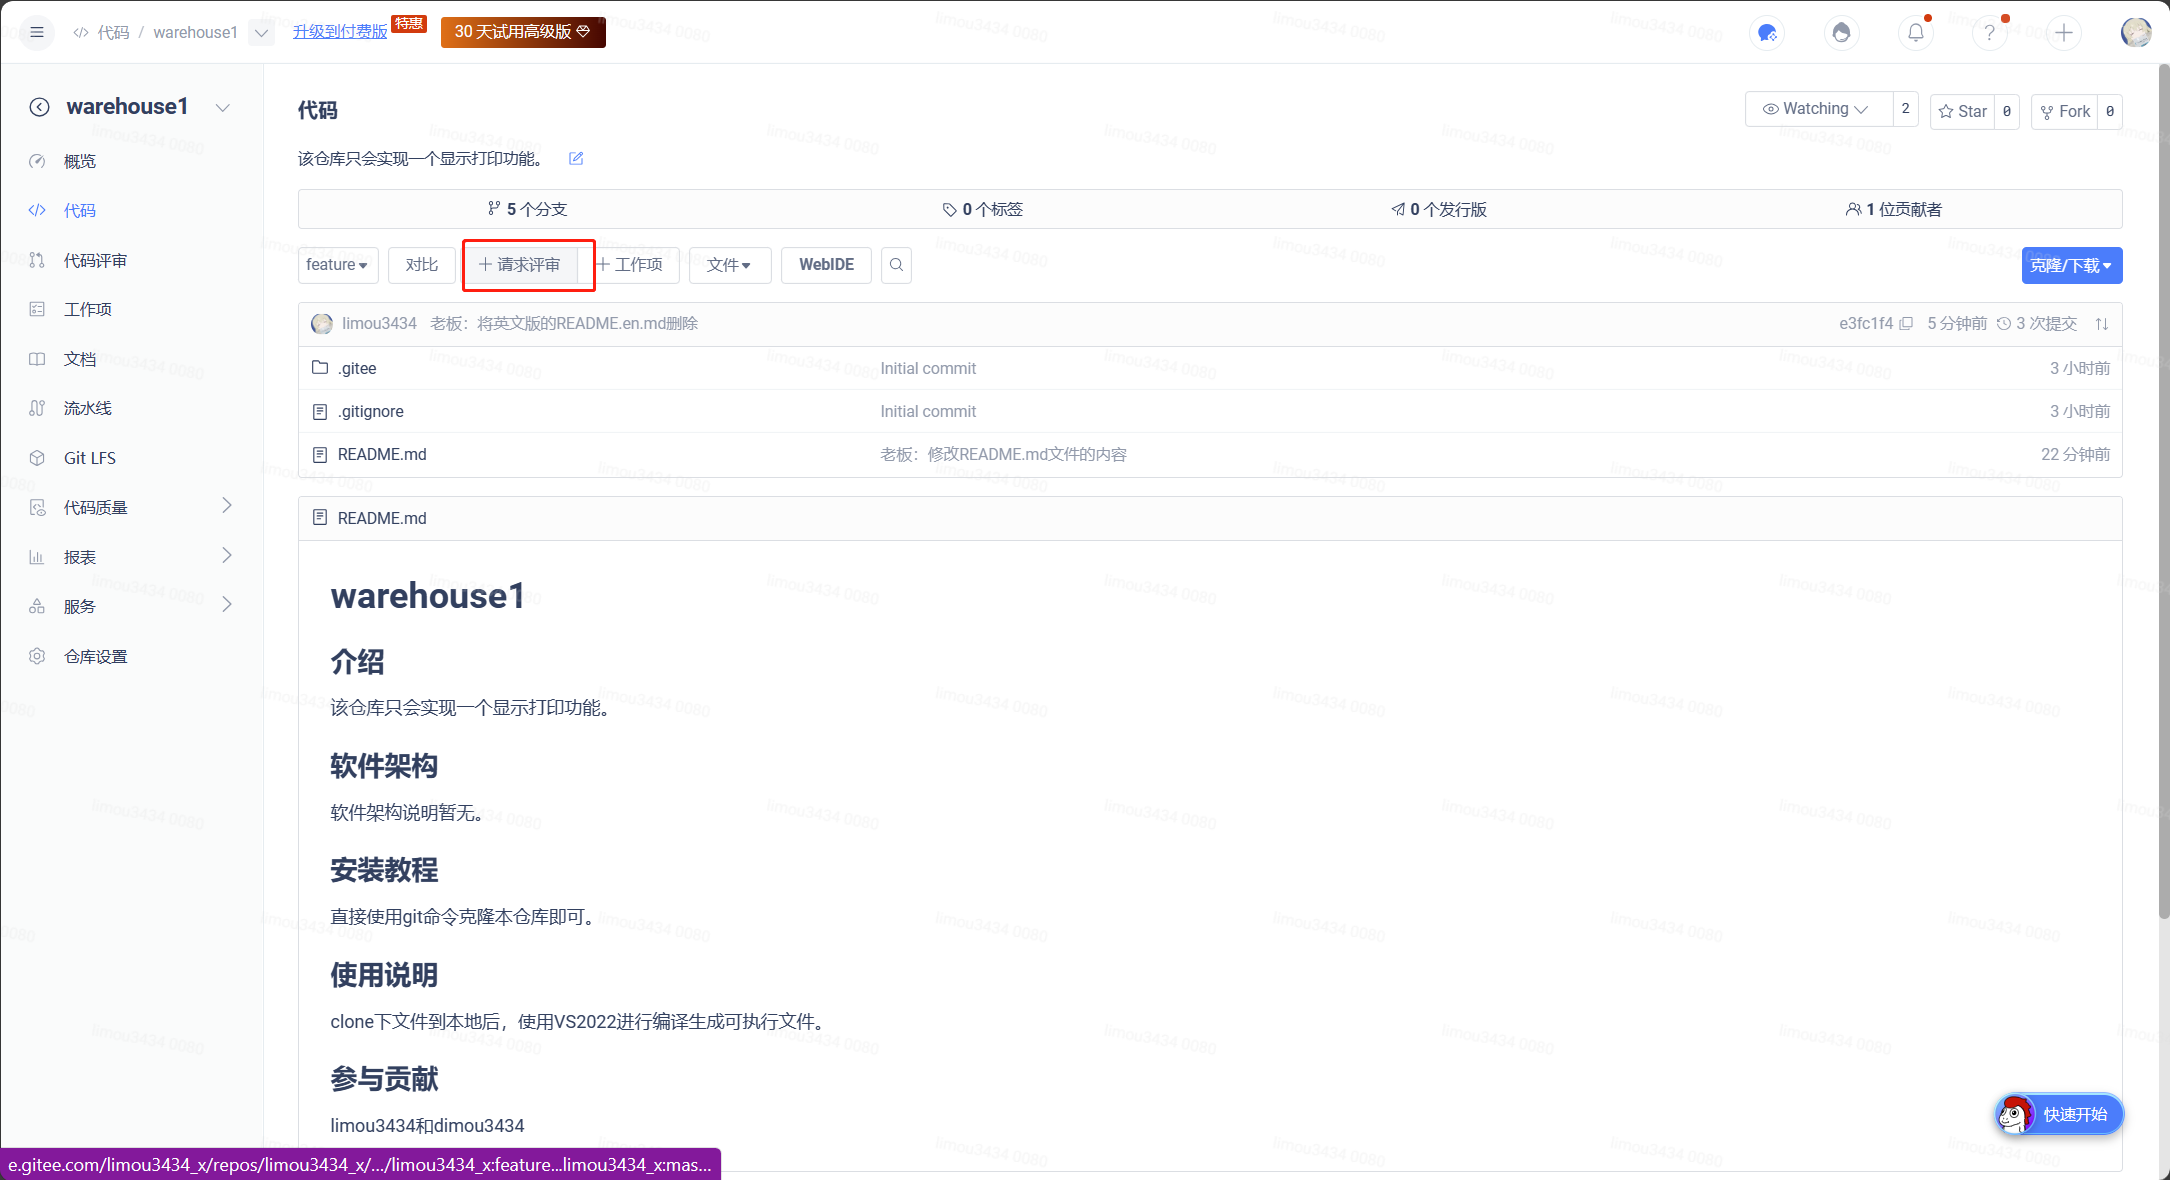 代码 / warehouse1 升级到付费版 特惠 30 天试用高级版
warehouse1
概览
代码
代码评审
工作项
文档
流水线
Git LFS
代码质量
报表
服务
仓库设置
代码
Watching 2 Star 0 Fork 0
该仓库只会实现一个显示打印功能。
5 个分支 0 个标签 0 个发行版 1 位贡献者
feature 对比 请求评审 工作项 文件 WebIDE 克隆/下载
limou3434 老板：将英文版的README.en.md删除 e3fc1f4 5 分钟前 3 次提交
.gitee Initial commit 3 小时前
.gitignore Initial commit 3 小时前
README.md 老板：修改README.md文件的内容 22 分钟前
README.md
warehouse1
介绍
该仓库只会实现一个显示打印功能。
软件架构
软件架构说明暂无。
安装教程
直接使用git命令克隆本仓库即可。
使用说明
clone下文件到本地后，使用VS2022进行编译生成可执行文件。
参与贡献
limou3434和dimou3434
快速开始
e.gitee.com/limou3434_x/repos/limou3434_x/.../limou3434_x:feature...limou3434_x:mas...
limou3434 0080